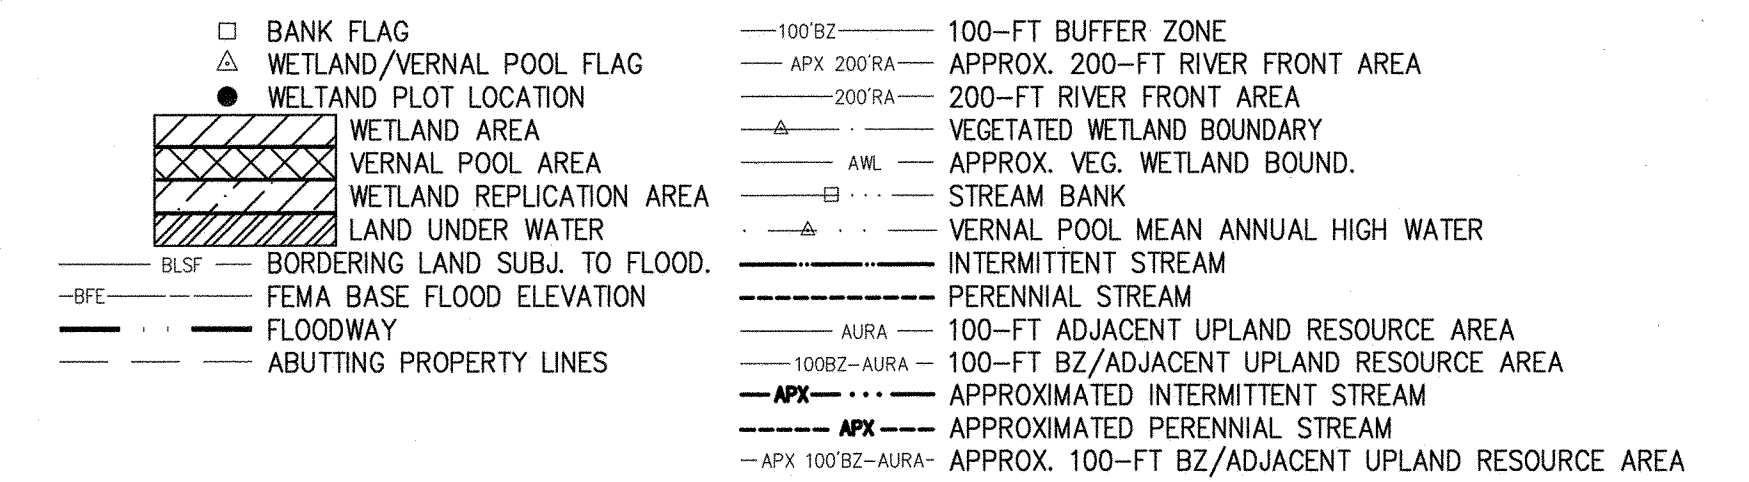 BANK FLAG
WETLAND/VERNAL POOL FLAG
WELTAND PLOT LOCATION
WETLAND AREA
VERNAL POOL AREA
WETLAND REPLICATION AREA
LAND UNDER WATER
BLSF BORDERING LAND SUBJ. TO FLOOD.
BFE FEMA BASE FLOOD ELEVATION
FLOODWAY
ABUTTING PROPERTY LINES
100'BZ 100-FT BUFFER ZONE
APX 200'RA APPROX. 200-FT RIVER FRONT AREA
200'RA 200-FT RIVER FRONT AREA
VEGETATED WETLAND BOUNDARY
AWL APPROX. VEG. WETLAND BOUND.
STREAM BANK
VERNAL POOL MEAN ANNUAL HIGH WATER
INTERMITTENT STREAM
PERENNIAL STREAM
AURA 100-FT ADJACENT UPLAND RESOURCE AREA
100BZ-AURA 100-FT BZ/ADJACENT UPLAND RESOURCE AREA
APX APPROXIMATED INTERMITTENT STREAM
APX APPROXIMATED PERENNIAL STREAM
APX 100'BZ-AURA APPROX. 100-FT BZ/ADJACENT UPLAND RESOURCE AREA